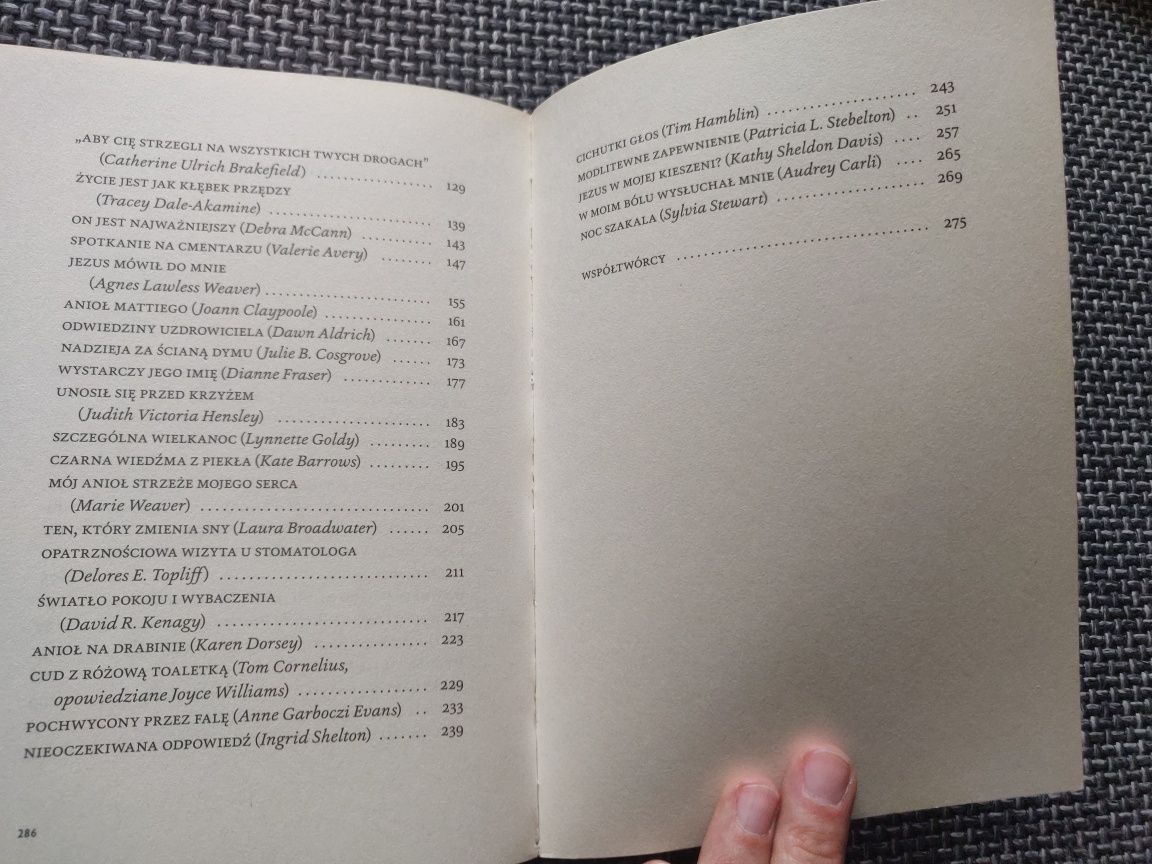 „ABY CIĘ STRZEGLI NA WSZYSTKICH TWYCH DROGACH”
(Catherine Ulrich Brakefield) .................. 129
ŻYCIE JEST JAK KŁĘBEK PRZĘDZY
(Tracey Dale-Akamine) ........................ 139
ON JEST NAJWAŻNIEJSZY (Debra McCann) .......... 143
SPOTKANIE NA CMENTARZU (Valerie Avery) ........ 147
JEZUS MÓWIŁ DO MNIE
(Agnes Lawless Weaver) ........................ 155
ANIOŁ MATTIEGO (Joann Claypoole) ............... 161
ODWIEDZINY UZDROWICIELA (Dawn Aldrich) ........ 167
NADZIEJA ZA ŚCIANĄ DYMU (Julie B. Cosgrove) ...... 173
WYSTARCZY JEGO IMIĘ (Dianne Fraser) ............. 177
UNOSIŁ SIĘ PRZED KRZYŻEM
(Judith Victoria Hensley) ...................... 183
SZCZEGÓLNA WIELKANOC (Lynnette Goldy) ......... 189
CZARNA WIEDŹMA Z PIEKŁA (Kate Barrows) ......... 195
MÓJ ANIOŁ STRZEŻE MOJEGO SERCA
(Marie Weaver) ................................ 201
TEN, KTÓRY ZMIENIA SNY (Laura Broadwater) ...... 205
OPATRZNOŚCIOWA WIZYTA U STOMATOLOGA
(Delores E. Topliff) ............................ 211
ŚWIATŁO POKOJU I WYBACZENIA
(David R. Kenagy) ............................. 217
ANIOŁ NA DRABINIE (Karen Dorsey) ................ 223
CUD Z RÓŻOWĄ TOALETKĄ (Tom Cornelius,
opowiedziane Joyce Williams) .................. 229
POCHWYCONY PRZEZ FALĘ (Anne Garboczi Evans) .. 233
NIEOCZEKIWANA ODPOWIEDŹ (Ingrid Shelton) ....... 239
286
CICHUTKI GŁOS (Tim Hamblin) ..................... 243
MODLITEWNE ZAPEWNIENIE (Patricia L. Stebelton) .. 251
JEZUS W MOJEJ KIESZENI? (Kathy Sheldon Davis) .... 257
W MOIM BÓLU WYSŁUCHAŁ MNIE (Audrey Carli) .... 265
NOC SZAKALA (Sylvia Stewart) ..................... 269
WSPÓŁTWÓRCY .................................... 275